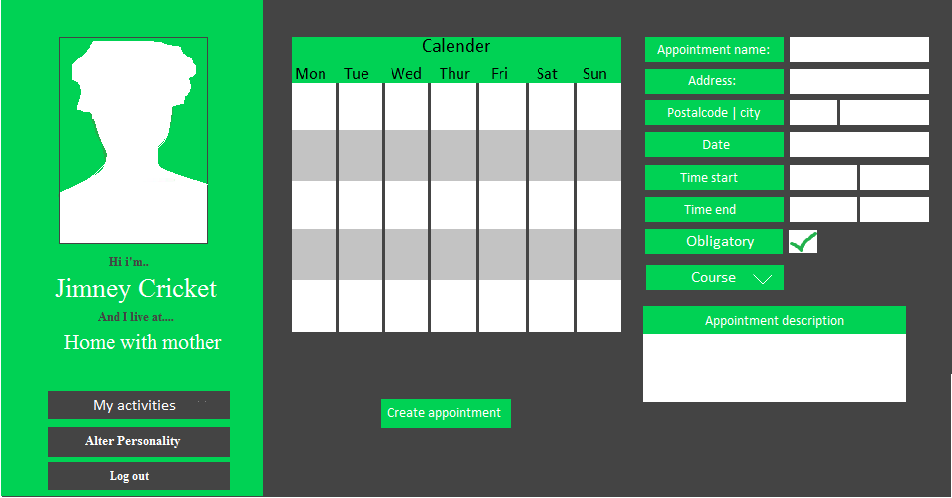 Hi i'm..
Jimney Cricket
And I live at....
Home with mother
My activities
Alter Personality
Log out
Calender
Mon Tue Wed Thur Fri Sat Sun
Create appointment
Appointment name:
Address:
Postalcode | city
Date
Time start
Time end
Obligatory
Course
Appointment description